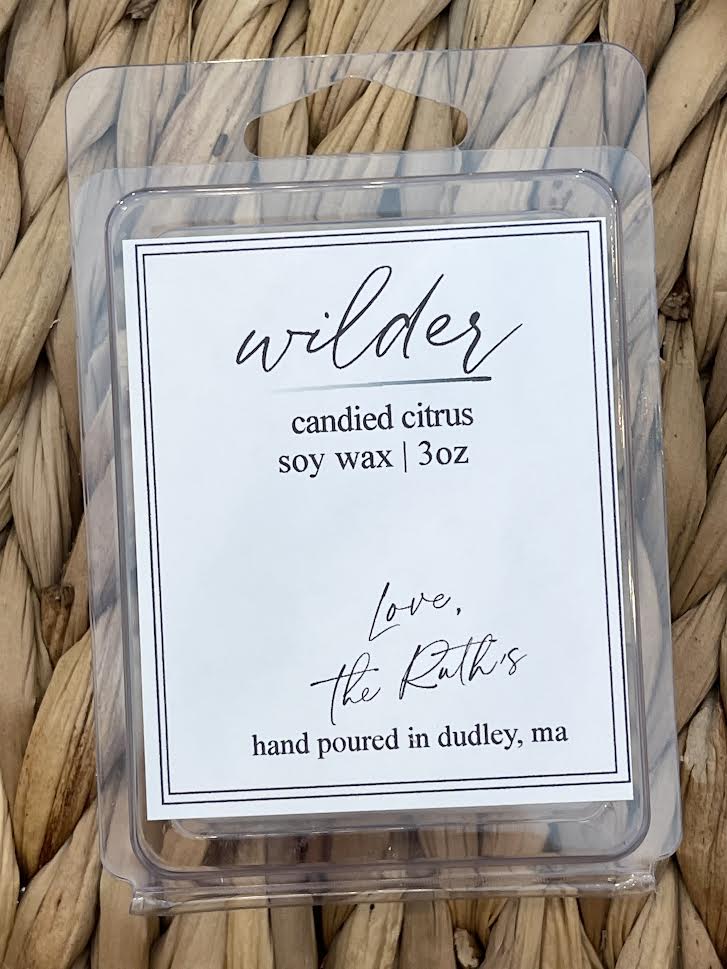 wilder
candied citrus
soy wax | 3oz
Love,
the Ruth's
hand poured in dudley, ma